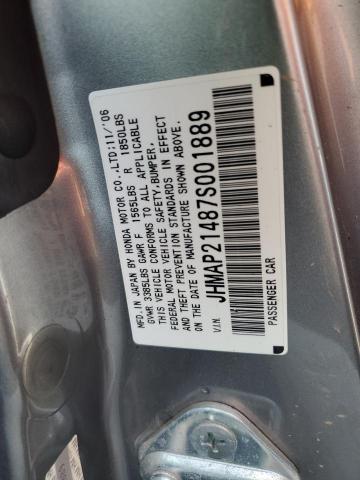 MFD. IN JAPAN BY HONDA MOTOR CO.,LTD:11/'06
GVWR 3385LBS GAWR F 1565LBS R 1850LBS
THIS VEHICLE CONFORMS TO ALL APPLICABLE
FEDERAL MOTOR VEHICLE SAFETY,BUMPER,
AND THEFT PREVENTION STANDARDS IN EFFECT
ON THE DATE OF MANUFACTURE SHOWN ABOVE.
V.I.N. JHMAP21487S001889
PASSENGER CAR